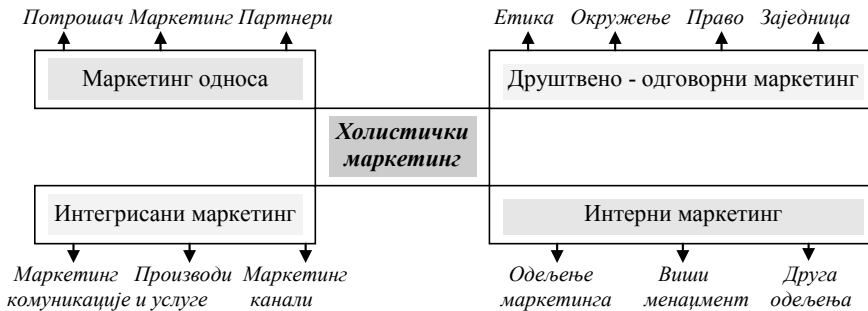 Потрошач Маркетинг Партнери
Етика Окружење Право Заједница
Маркетинг односа
Друштвено - одговорни маркетинг
Холистички
маркетинг
Интегрисани маркетинг
Интерни маркетинг
Маркетинг
комуникације
Производи
и услуге
Маркетинг
канали
Одељење
маркетинга
Виши
менаџмент
Друга
одељења